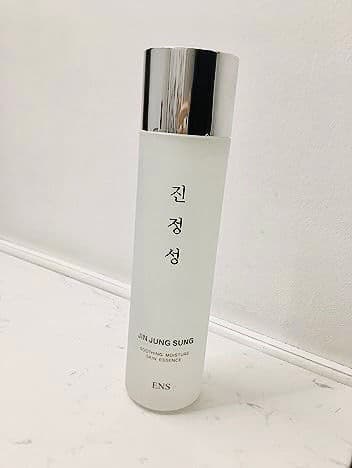 진
정
성
JIN JUNG SUNG
SOOTHING MOISTURE
SKIN ESSENCE
ENS